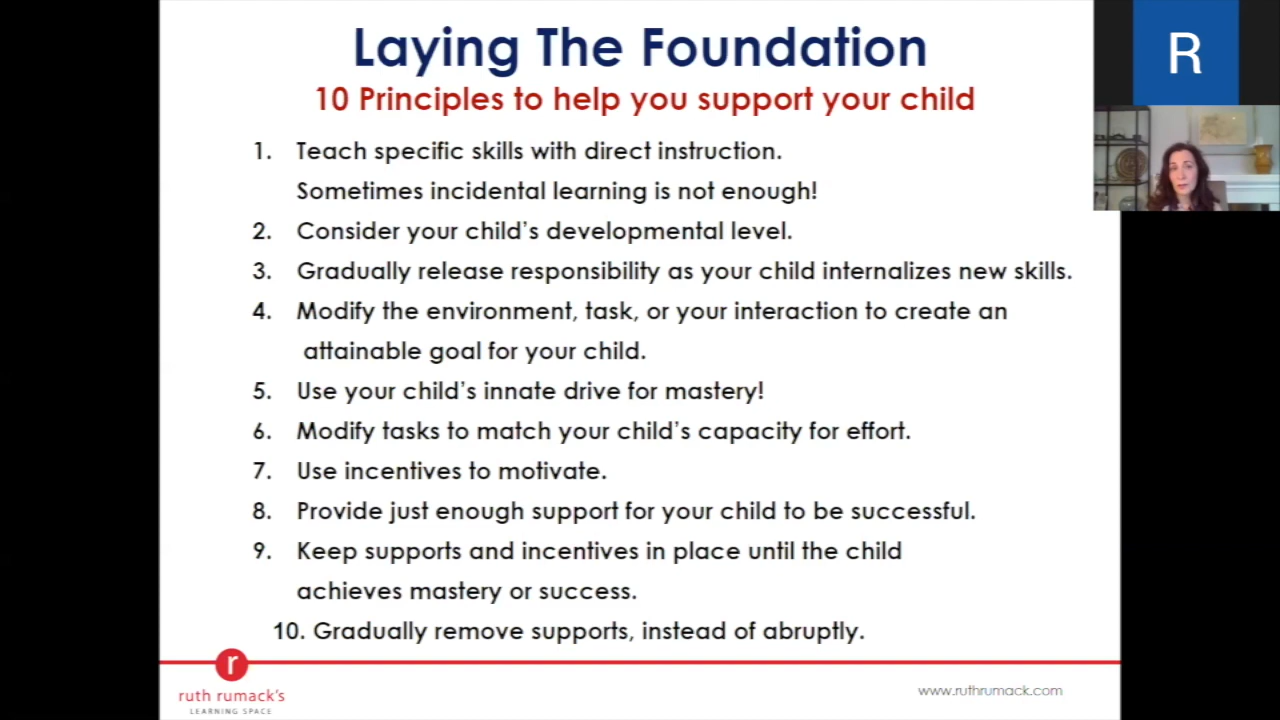 Laying The Foundation
10 Principles to help you support your child
1. Teach specific skills with direct instruction.
Sometimes incidental learning is not enough!
2. Consider your child's developmental level.
3. Gradually release responsibility as your child internalizes new skills.
4. Modify the environment, task, or your interaction to create an
attainable goal for your child.
5. Use your child's innate drive for mastery!
6. Modify tasks to match your child's capacity for effort.
7. Use incentives to motivate.
8. Provide just enough support for your child to be successful.
9. Keep supports and incentives in place until the child
achieves mastery or success.
10. Gradually remove supports, instead of abruptly.
r
ruth rumack's
LEARNING SPACE
www.ruthrumack.com
R